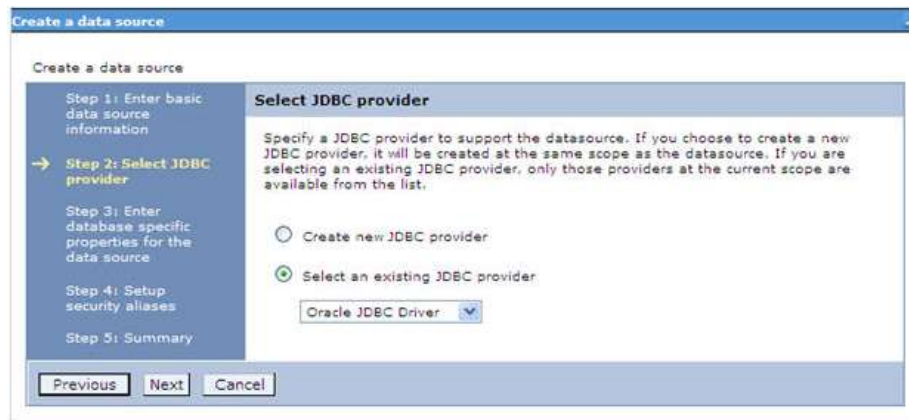 Create a data source
Create a data source
Step 1: Enter basic
data source
information
Step 2: Select JDBC
provider
Step 3: Enter
database specific
properties for the
data source
Step 4: Setup
security aliases
Step 5: Summary
Select JDBC provider
Specify a JDBC provider to support the datasource. If you choose to create a new
JDBC provider, it will be created at the same scope as the datasource. If you are
selecting an existing JDBC provider, only those providers at the current scope are
available from the list.
Create new JDBC provider
Select an existing JDBC provider
Oracle JDBC Driver
Previous Next Cancel